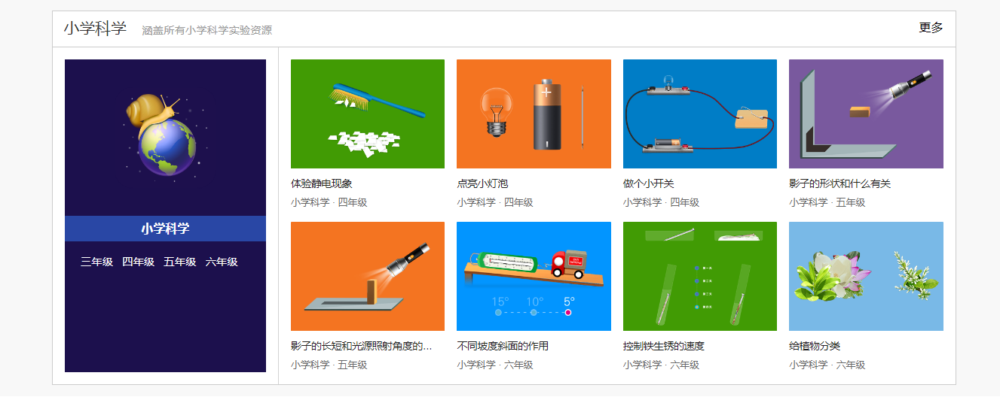 小学科学 涵盖所有小学科学实验资源 更多
小学科学
三年级 四年级 五年级 六年级
体验静电现象
小学科学 · 四年级
点亮小灯泡
小学科学 · 四年级
做个小开关
小学科学 · 四年级
影子的形状和什么有关
小学科学 · 五年级
15° 10° 5°
影子的长短和光源照射角度的...
小学科学 · 五年级
不同坡度斜面的作用
小学科学 · 六年级
控制铁生锈的速度
小学科学 · 六年级
给植物分类
小学科学 · 六年级